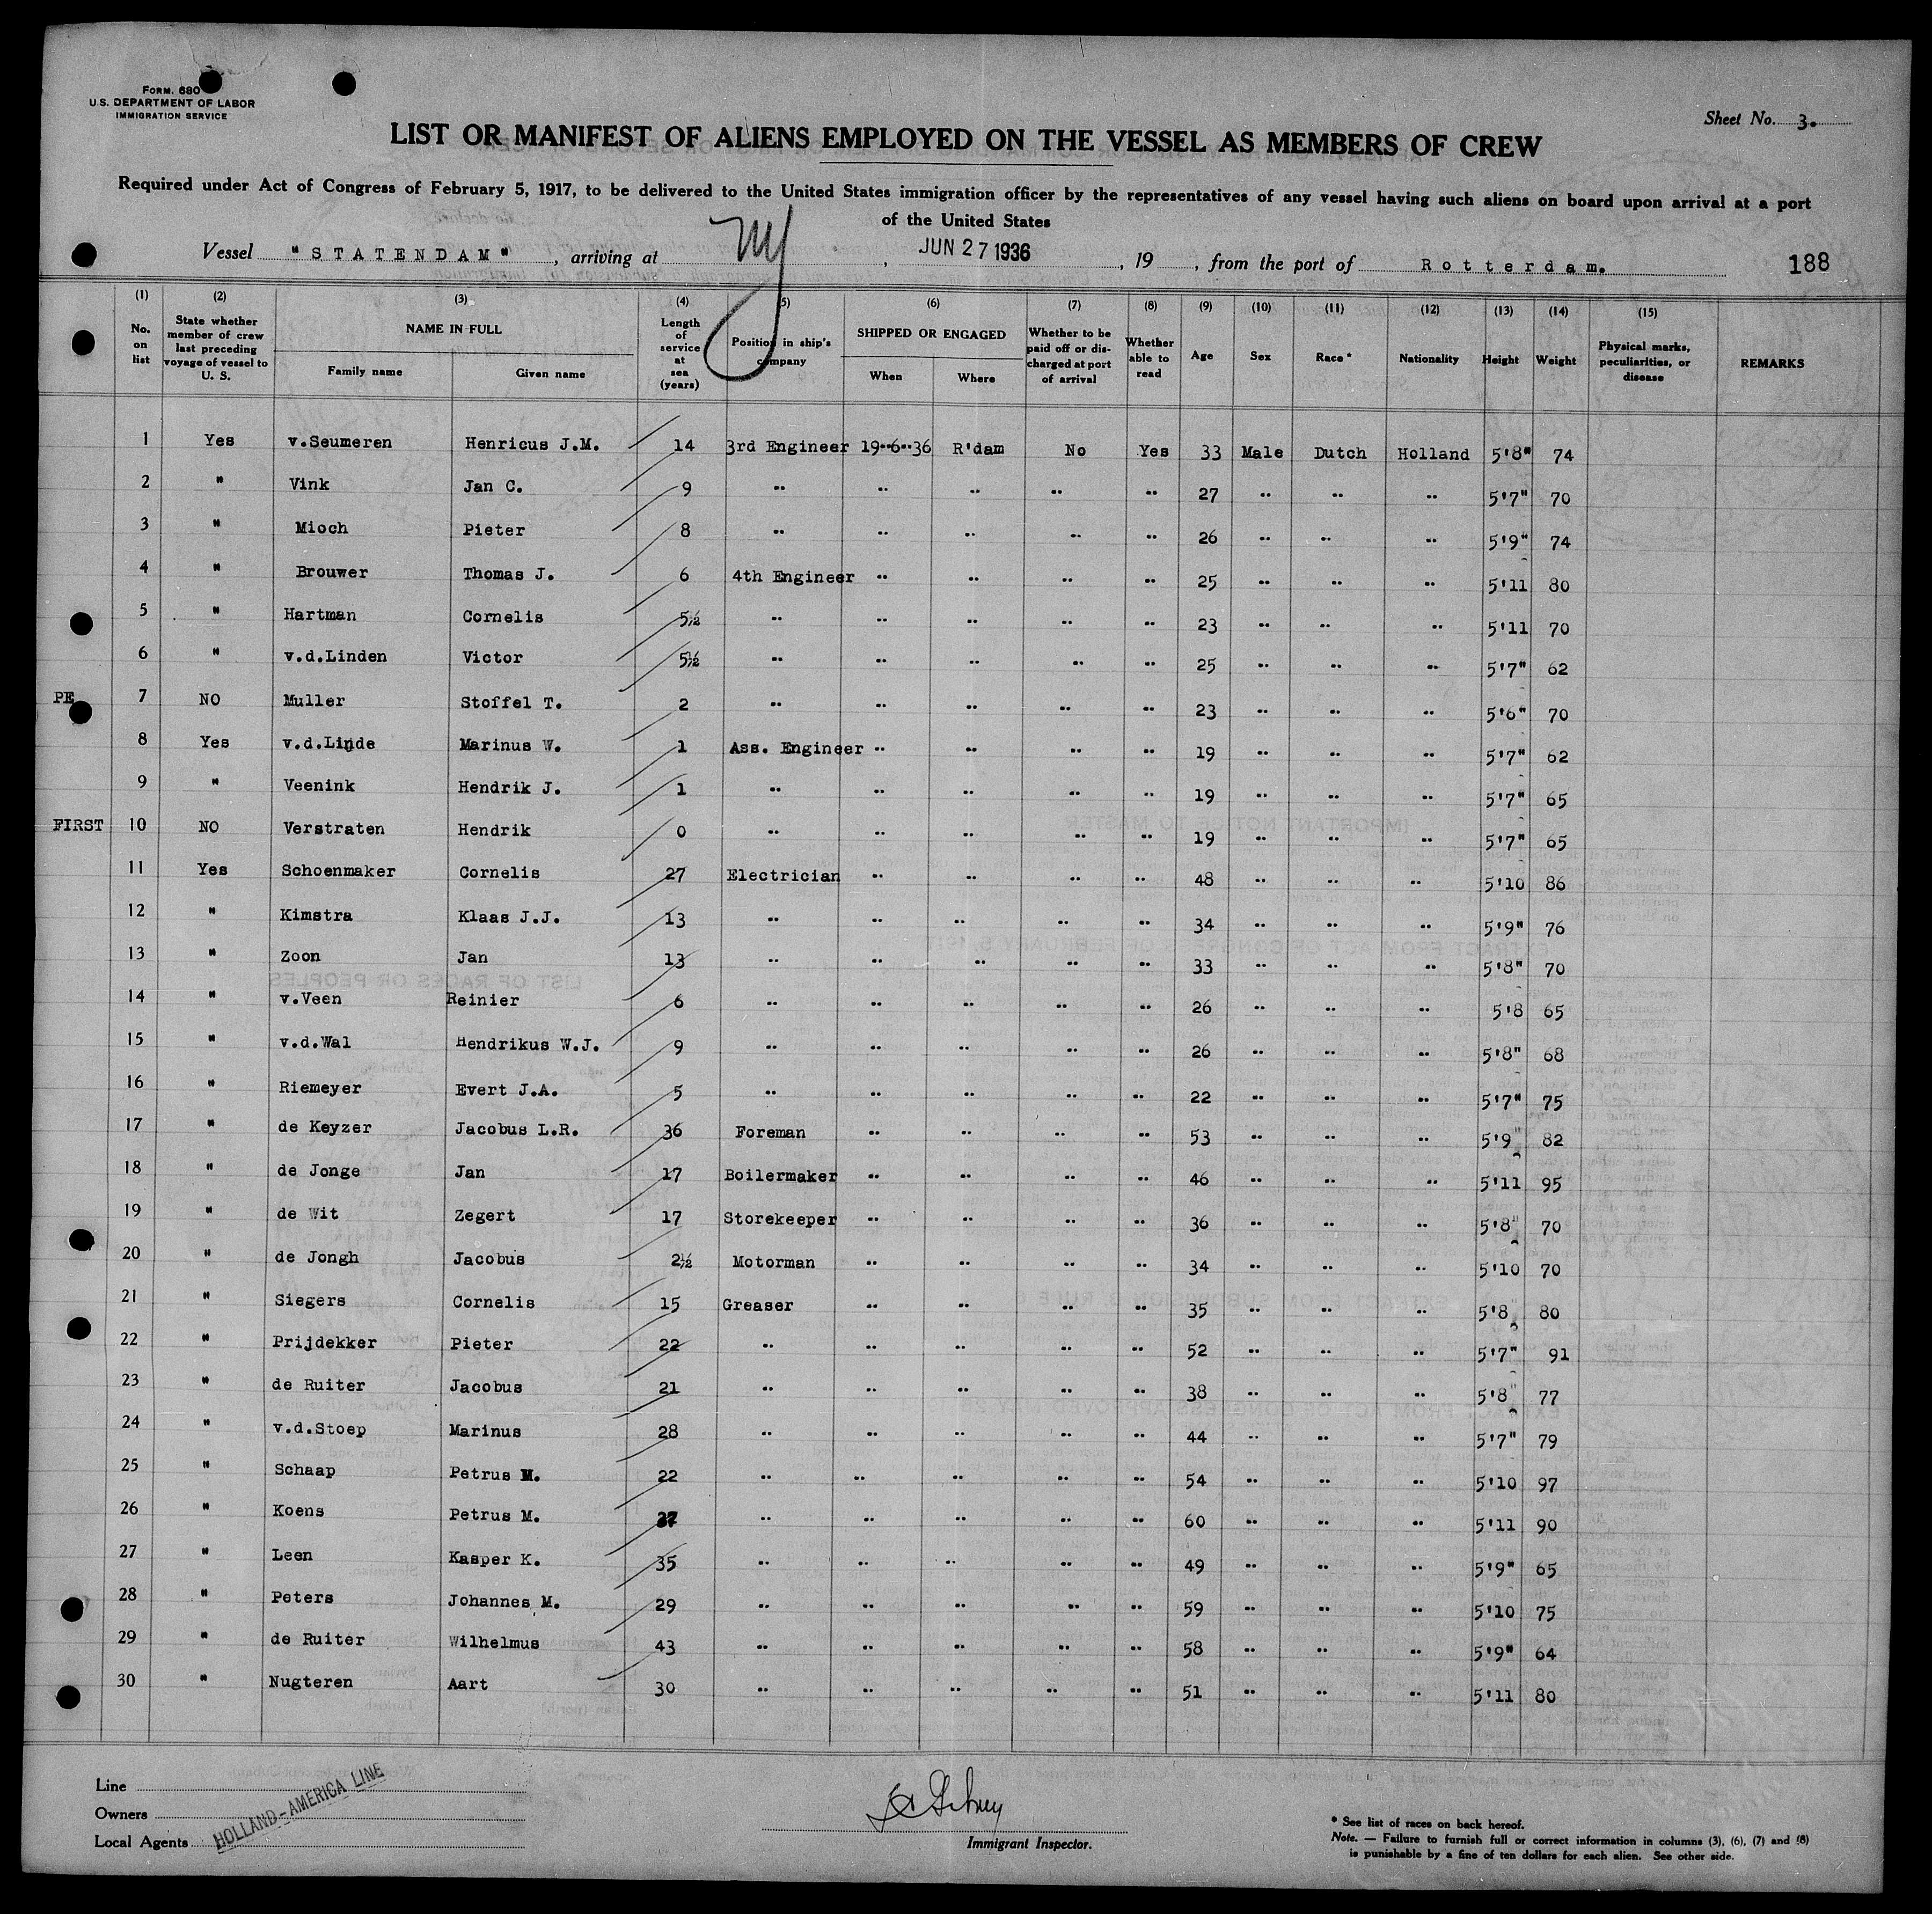 FORM. 680
U.S. DEPARTMENT OF LABOR
IMMIGRATION SERVICE
Sheet No. 3.
LIST OR MANIFEST OF ALIENS EMPLOYED ON THE VESSEL AS MEMBERS OF CREW
Required under Act of Congress of February 5, 1917, to be delivered to the United States immigration officer by the representatives of any vessel having such aliens on board upon arrival at a port
of the United States
Vessel "STATENDAM", arriving at NY, JUN 27 1936, 19, from the port of Rotterdam. 188
(1) (2) (3) (4) (5) (6) (7) (8) (9) (10) (11) (12) (13) (14) (15)
No. on list State whether member of crew last preceding voyage of vessel to U. S. NAME IN FULL Length of service at sea (years) Position in ship's company SHIPPED OR ENGAGED Whether to be paid off or discharged at port of arrival Whether able to read Age Sex Race * Nationality Height Weight Physical marks, peculiarities, or disease REMARKS
Family name Given name When Where
1 Yes v.Seumeren Henricus J.M. 14 3rd Engineer 19-6-36 R'dam No Yes 33 Male Dutch Holland 5'8" 74
2 " Vink Jan C. 9 " " " " " 27 " " " 5'7" 70
3 " Mioch Pieter 8 " " " " " 26 " " " 5'9" 74
4 " Brouwer Thomas J. 6 4th Engineer " " " " 25 " " " 5'11 80
5 " Hartman Cornelis 5½ " " " " " 23 " " " 5'11 70
6 " v.d.Linden Victor 5½ " " " " " 25 " " " 5'7" 62
PE 7 NO Muller Stoffel T. 2 " " " " " 23 " " " 5'6" 70
8 Yes v.d.Linde Marinus W. 1 Ass. Engineer " " " " 19 " " " 5'7" 62
9 " Veenink Hendrik J. 1 " " " " " 19 " " " 5'7" 65
FIRST 10 NO Verstraten Hendrik 0 " " " " " 19 " " " 5'7" 65
11 Yes Schoenmaker Cornelis 27 Electrician " " " " 48 " " " 5'10 86
12 " Kimstra Klaas J.J. 13 " " " " " 34 " " " 5'9" 76
13 " Zoon Jan 13 " " " " " 33 " " " 5'8" 70
14 " v.Veen Reinier 6 " " " " " 26 " " " 5'8 65
15 " v.d.Wal Hendrikus W.J. 9 " " " " " 26 " " " 5'8" 68
16 " Riemeyer Evert J.A. 5 " " " " " 22 " " " 5'7" 75
17 " de Keyzer Jacobus L.R. 36 Foreman " " " " 53 " " " 5'9" 82
18 " de Jonge Jan 17 Boilermaker " " " " 46 " " " 5'11 95
19 " de Wit Zegert 17 Storekeeper " " " " 36 " " " 5'8" 70
20 " de Jongh Jacobus 2½ Motorman " " " " 34 " " " 5'10 70
21 " Siegers Cornelis 15 Greaser " " " " 35 " " " 5'8" 80
22 " Prijdekker Pieter 22 " " " " " 52 " " " 5'7" 91
23 " de Ruiter Jacobus 21 " " " " " 38 " " " 5'8" 77
24 " v.d.Stoep Marinus 28 " " " " " 44 " " " 5'7" 79
25 " Schaap Petrus M. 22 " " " " " 54 " " " 5'10 97
26 " Koens Petrus M. " " " " " 60 " " " 5'11 90
27 " Leen Kasper K. 35 " " " " " 49 " " " 5'9" 65
28 " Peters Johannes M. 29 " " " " " 59 " " " 5'10 75
29 " de Ruiter Wilhelmus 43 " " " " " 58 " " " 5'9" 64
30 " Nugteren Aart 30 " " " " " 51 " " " 5'11 80
Line
Owners
Local Agents
HOLLAND-AMERICA LINE
Immigrant Inspector.
* See list of races on back hereof.
Note. — Failure to furnish full or correct information in columns (3), (6), (7) and (8)
is punishable by a fine of ten dollars for each alien. See other side.